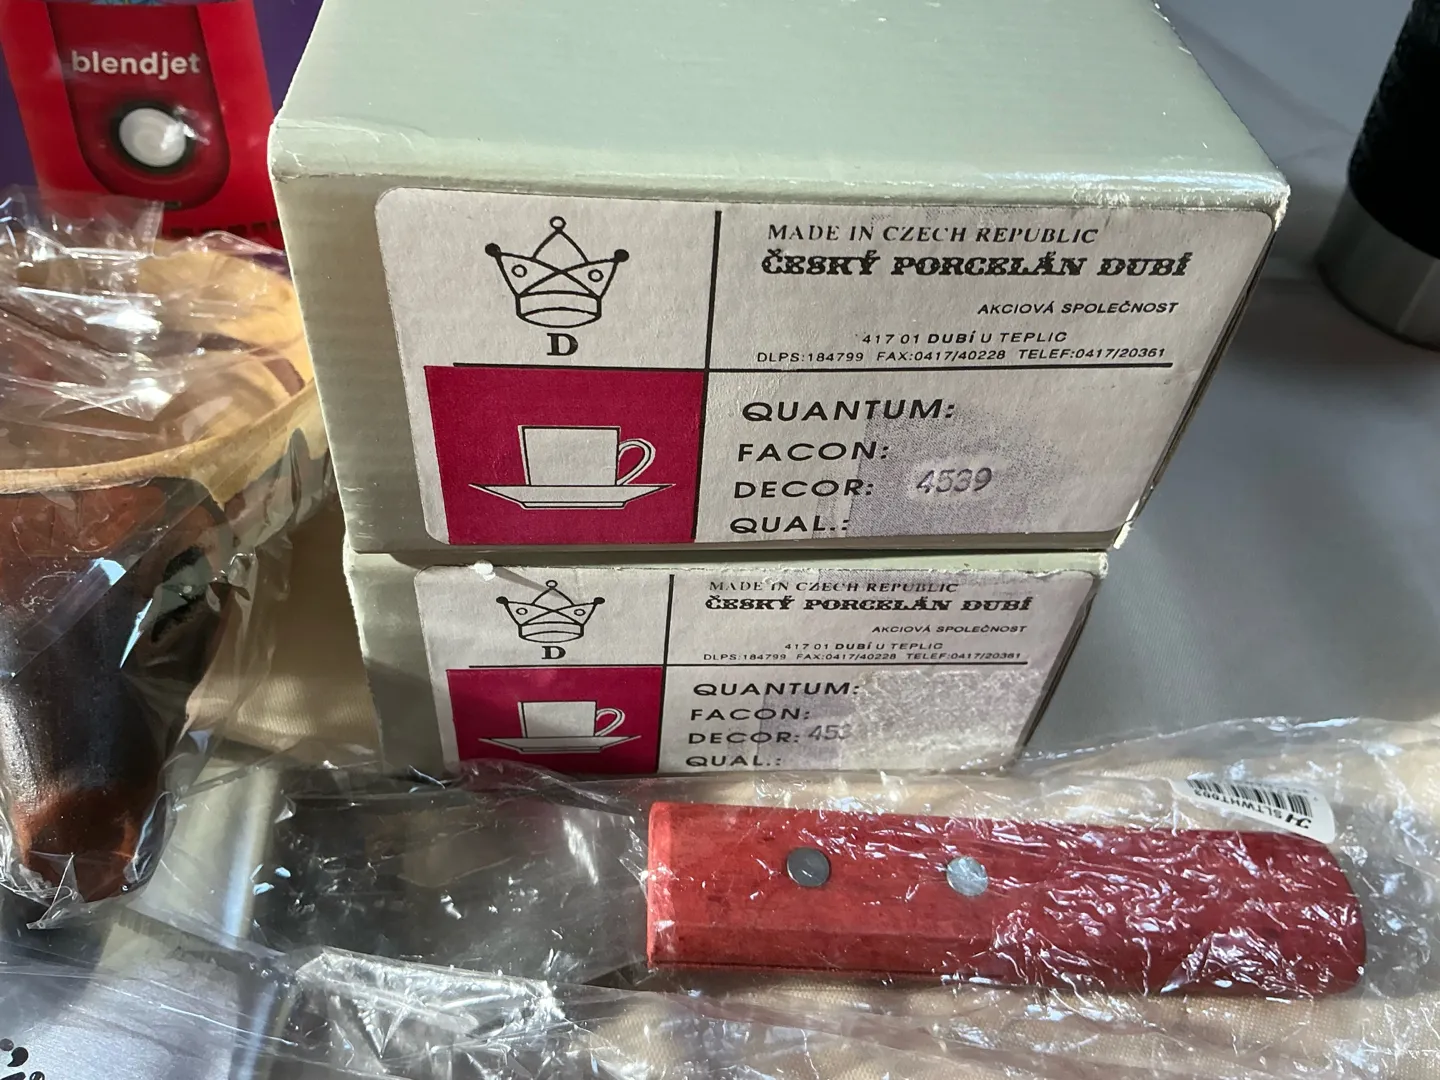 blendjet
D
MADE IN CZECH REPUBLIC
ČESKÝ PORCELÁN DUBÍ
AKCIOVÁ SPOLEČNOST
417 01 DUBÍ U TEPLIC
DLPS:184799 FAX:0417/40228 TELEF:0417/20361
QUANTUM:
FACON:
DECOR: 4539
QUAL.:
D
MADE IN CZECH REPUBLIC
ČESKÝ PORCELÁN DUBÍ
AKCIOVÁ SPOLEČNOST
417 01 DUBÍ U TEPLIC
DLPS:184799 FAX:0417/40228 TELEF:0417/20361
QUANTUM:
FACON:
DECOR: 453
QUAL.:
SLTWHT003